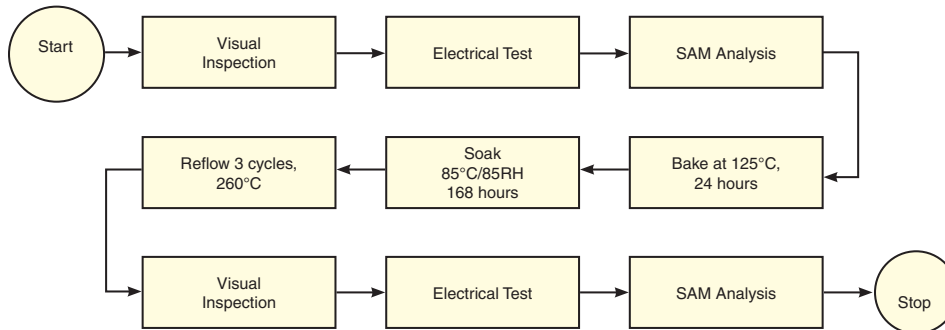 Start
Visual
Inspection
Electrical Test
SAM Analysis
Bake at 125°C,
24 hours
Soak
85°C/85RH
168 hours
Reflow 3 cycles,
260°C
Visual
Inspection
Electrical Test
SAM Analysis
Stop